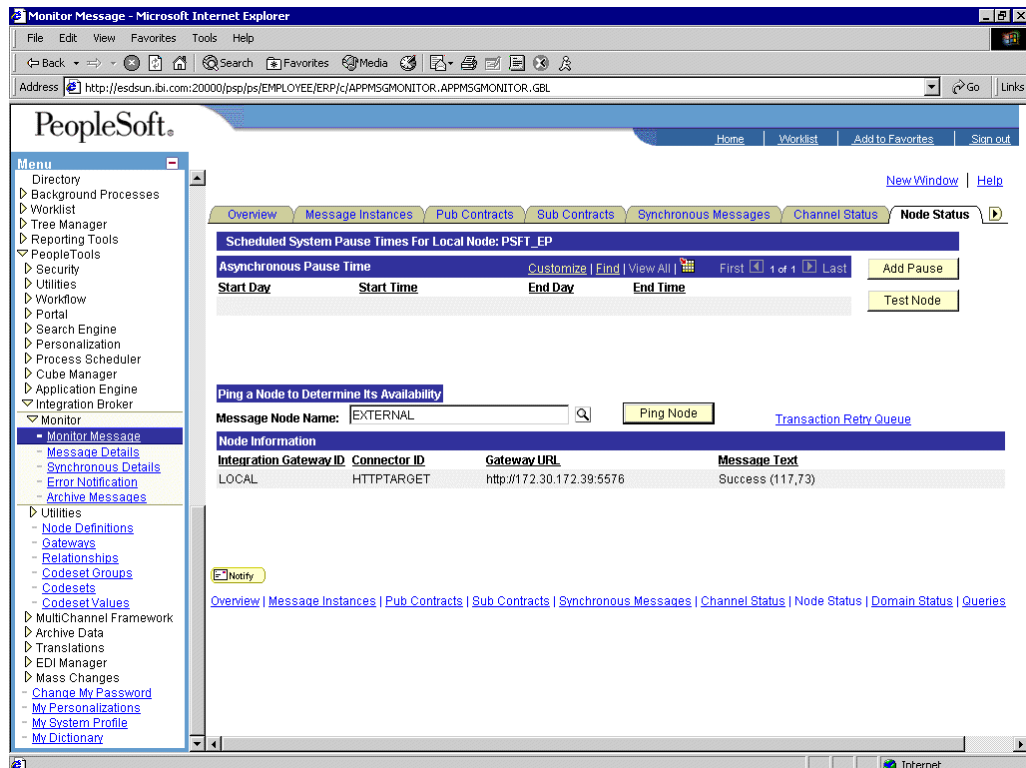 Monitor Message - Microsoft Internet Explorer
File Edit View Favorites Tools Help
Back Search Favorites Media
Address http://esdsun.ibi.com:20000/psp/ps/EMPLOYEE/ERP/c/APPMSGMONITOR.APPMSGMONITOR.GBL Go Links
PeopleSoft®
Home Worklist Add to Favorites Sign out
Menu
Directory
Background Processes
Worklist
Tree Manager
Reporting Tools
PeopleTools
Security
Utilities
Workflow
Portal
Search Engine
Personalization
Process Scheduler
Cube Manager
Application Engine
Integration Broker
Monitor
- Monitor Message
- Message Details
- Synchronous Details
- Error Notification
- Archive Messages
Utilities
- Node Definitions
- Gateways
- Relationships
- Codeset Groups
- Codesets
- Codeset Values
MultiChannel Framework
Archive Data
Translations
EDI Manager
Mass Changes
- Change My Password
- My Personalizations
- My System Profile
- My Dictionary
New Window | Help
Overview Message Instances Pub Contracts Sub Contracts Synchronous Messages Channel Status Node Status
Scheduled System Pause Times For Local Node: PSFT_EP
Asynchronous Pause Time Customize | Find | View All | First 1 of 1 Last
Add Pause
Start Day Start Time End Day End Time
Test Node
Ping a Node to Determine Its Availability
Message Node Name: EXTERNAL Ping Node Transaction Retry Queue
Node Information
Integration Gateway ID Connector ID Gateway URL Message Text
LOCAL HTTPTARGET http://172.30.172.39:5576 Success (117,73)
Notify
Overview | Message Instances | Pub Contracts | Sub Contracts | Synchronous Messages | Channel Status | Node Status | Domain Status | Queries
Internet